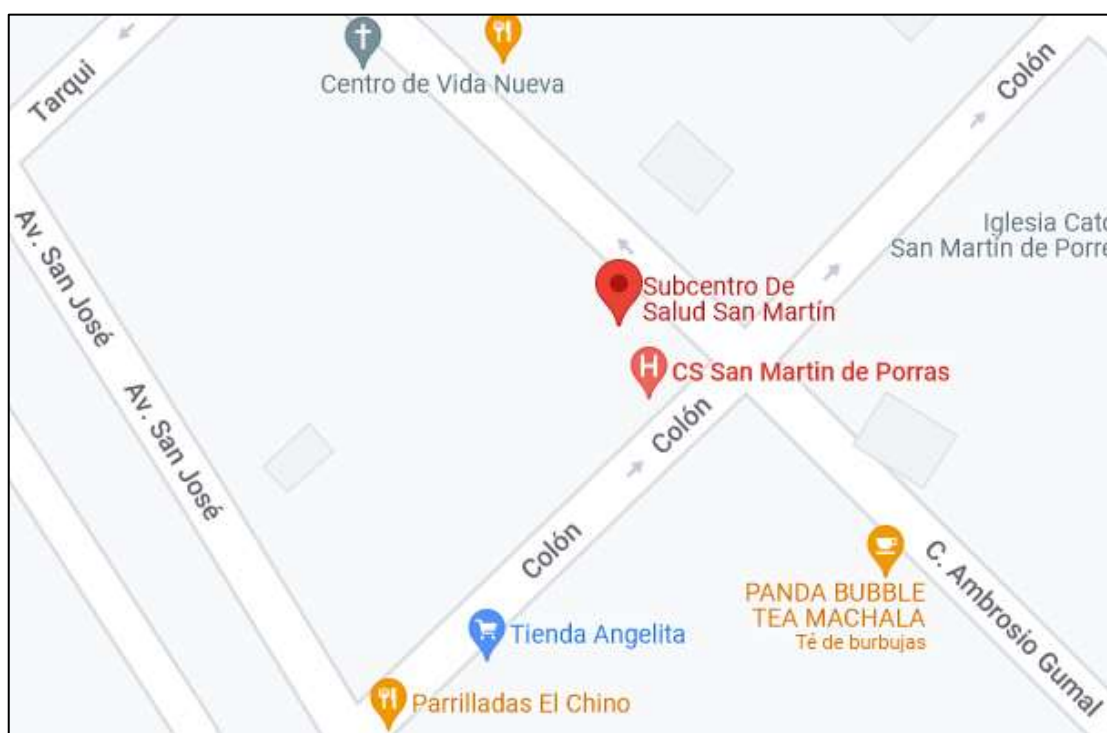 Tarqui
Centro de Vida Nueva
Colón
Iglesia Cató
San Martín de Porre
Av. San José
Subcentro De
Salud San Martín
CS San Martin de Porras
Av. San José
Colón
Colón
PANDA BUBBLE
TEA MACHALA
Té de burbujas
C. Ambrosio Gumal
Tienda Angelita
Parrilladas El Chino